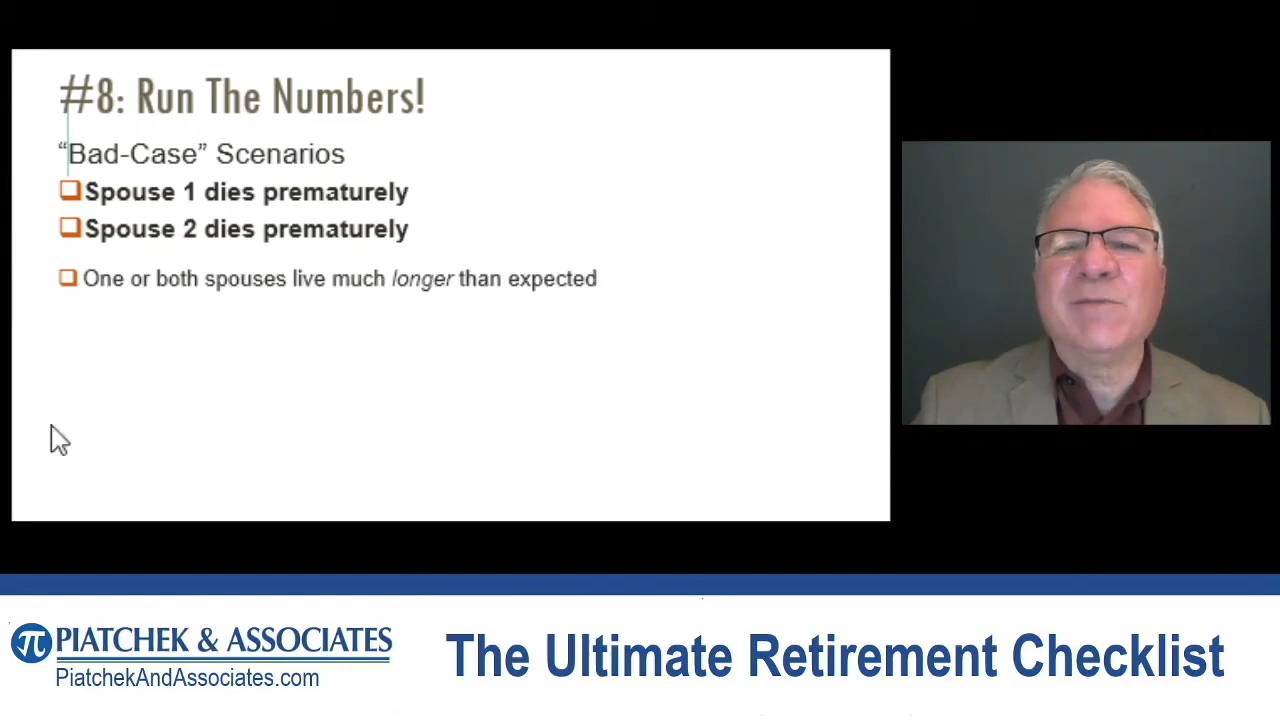 #8: Run The Numbers!
“Bad-Case” Scenarios
Spouse 1 dies prematurely
Spouse 2 dies prematurely
One or both spouses live much longer than expected
π PIATCHEK & ASSOCIATES
PiatchekAndAssociates.com
The Ultimate Retirement Checklist